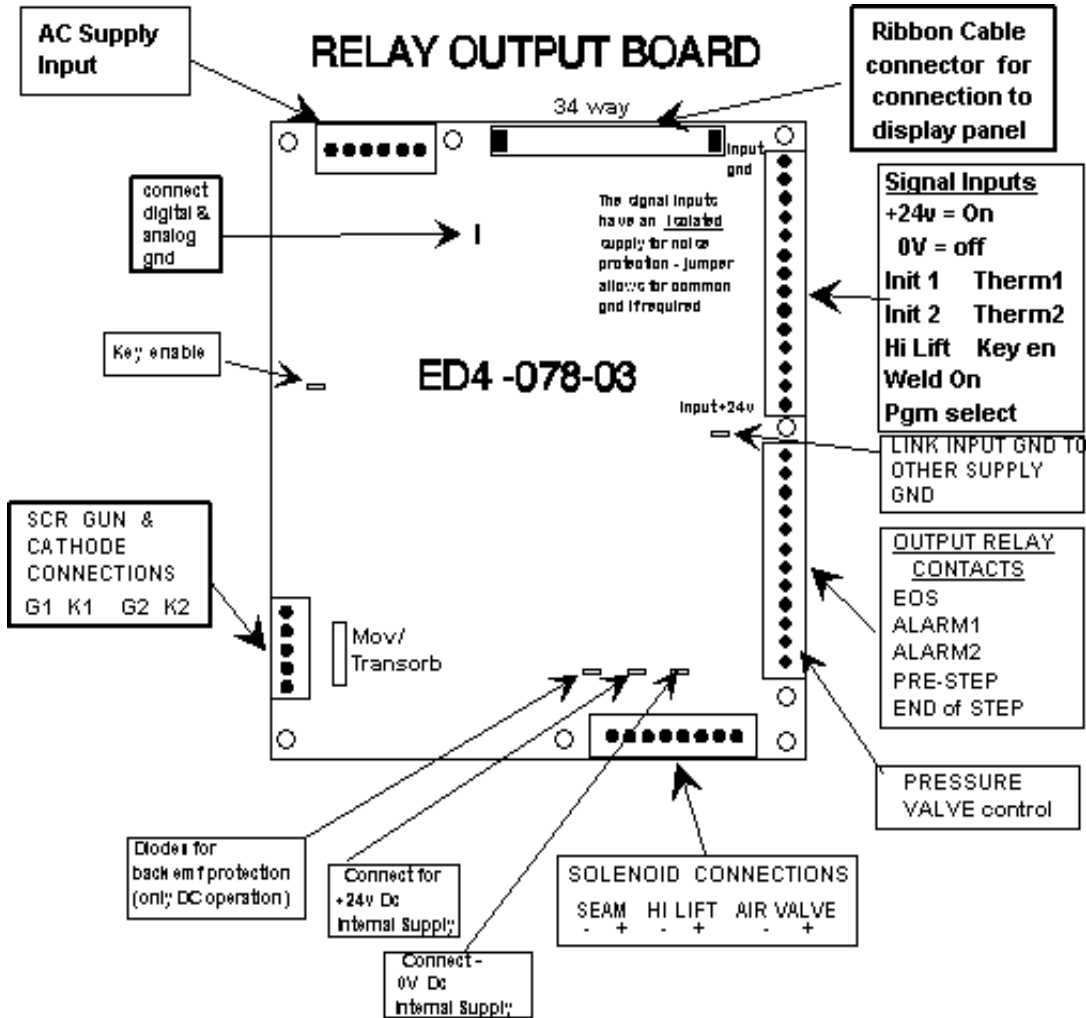 AC Supply
Input
RELAY OUTPUT BOARD
Ribbon Cable
connector for
connection to
display panel
34 way
Input
gnd
connect
digital &
analog
gnd
The signal inputs
have an isolated
supply for noise
protection - jumper
allows for common
gnd if required
Signal Inputs
+24v = On
0V = off
Init 1 Therm1
Init 2 Therm2
Hi Lift Key en
Weld On
Pgm select
Key enable
ED4 -078-03
Input+24v
LINK INPUT GND TO
OTHER SUPPLY
GND
SCR GUN &
CATHODE
CONNECTIONS
G1 K1 G2 K2
OUTPUT RELAY
CONTACTS
EOS
ALARM1
ALARM2
PRE-STEP
END of STEP
Mov/
Transorb
PRESSURE
VALVE control
Diodes for
back emf protection
(only DC operation)
Connect for
+24v Dc
Internal Supply
SOLENOID CONNECTIONS
SEAM HI LIFT AIR VALVE
- + - + - +
Connect -
0V Dc
Internal Supply